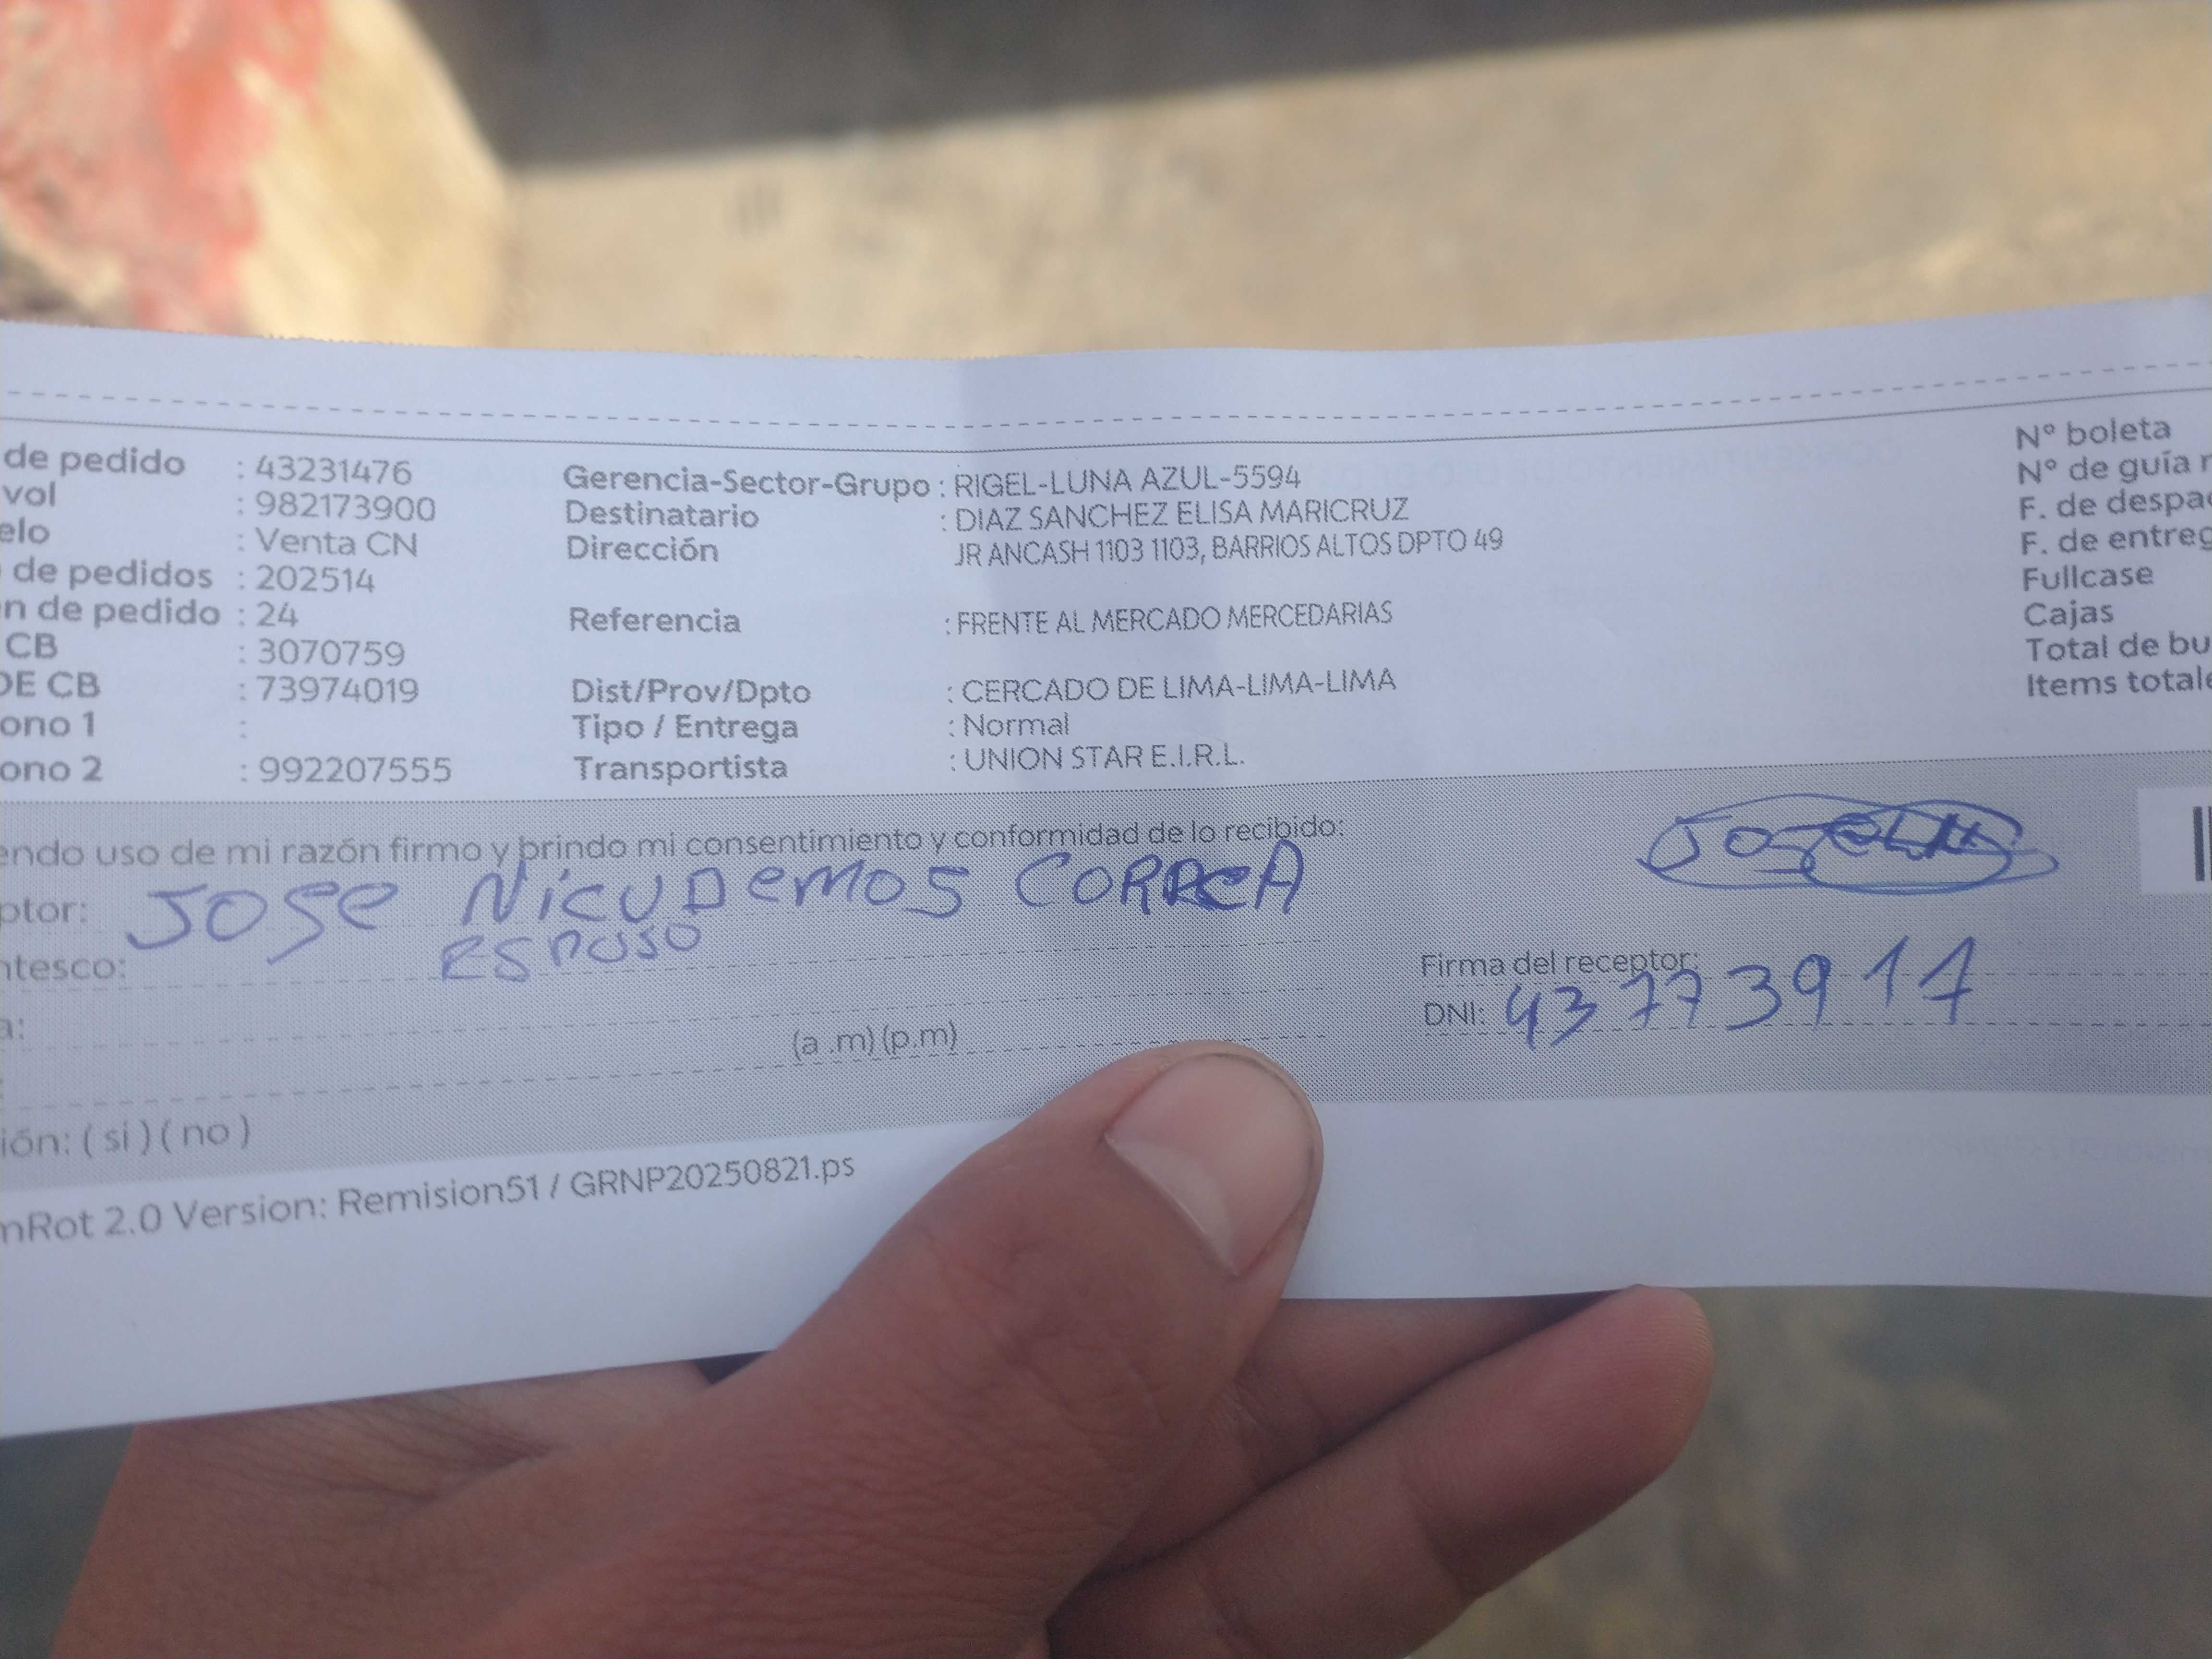 de pedido : 43231476
vol : 982173900
elo : Venta CN
de pedidos : 202514
n de pedido : 24
CB : 3070759
DE CB : 73974019
ono 1 :
ono 2 : 992207555
Gerencia-Sector-Grupo : RIGEL-LUNA AZUL-5594
Destinatario : DIAZ SANCHEZ ELISA MARICRUZ
Dirección JR ANCASH 1103 1103, BARRIOS ALTOS DPTO 49
Referencia : FRENTE AL MERCADO MERCEDARIAS
Dist/Prov/Dpto : CERCADO DE LIMA-LIMA-LIMA
Tipo / Entrega : Normal
Transportista : UNION STAR E.I.R.L.
N° boleta
N° de guía r
F. de despa
F. de entreg
Fullcase
Cajas
Total de bu
Items totale
endo uso de mi razón firmo y brindo mi consentimiento y conformidad de lo recibido:
ptor: JOSE NICUDEMOS CORREA
ntesco: ESPOSO
a:
(a .m) (p.m)
ión: ( si ) ( no )
JOSE
Firma del receptor:
DNI: 43773911
mRot 2.0 Version: Remision51 / GRNP20250821.ps